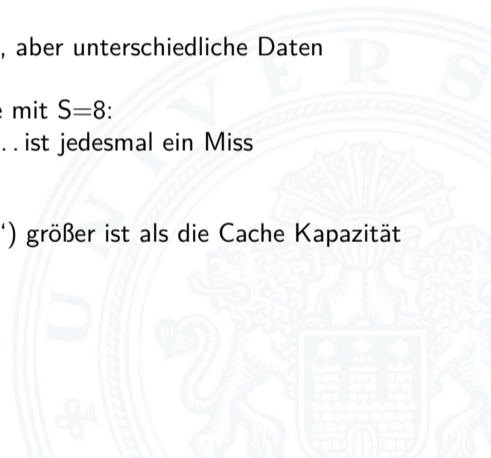 , aber unterschiedliche Daten
mit S=8:
. . ist jedesmal ein Miss
‘) größer ist als die Cache Kapazität
U N I V E R S